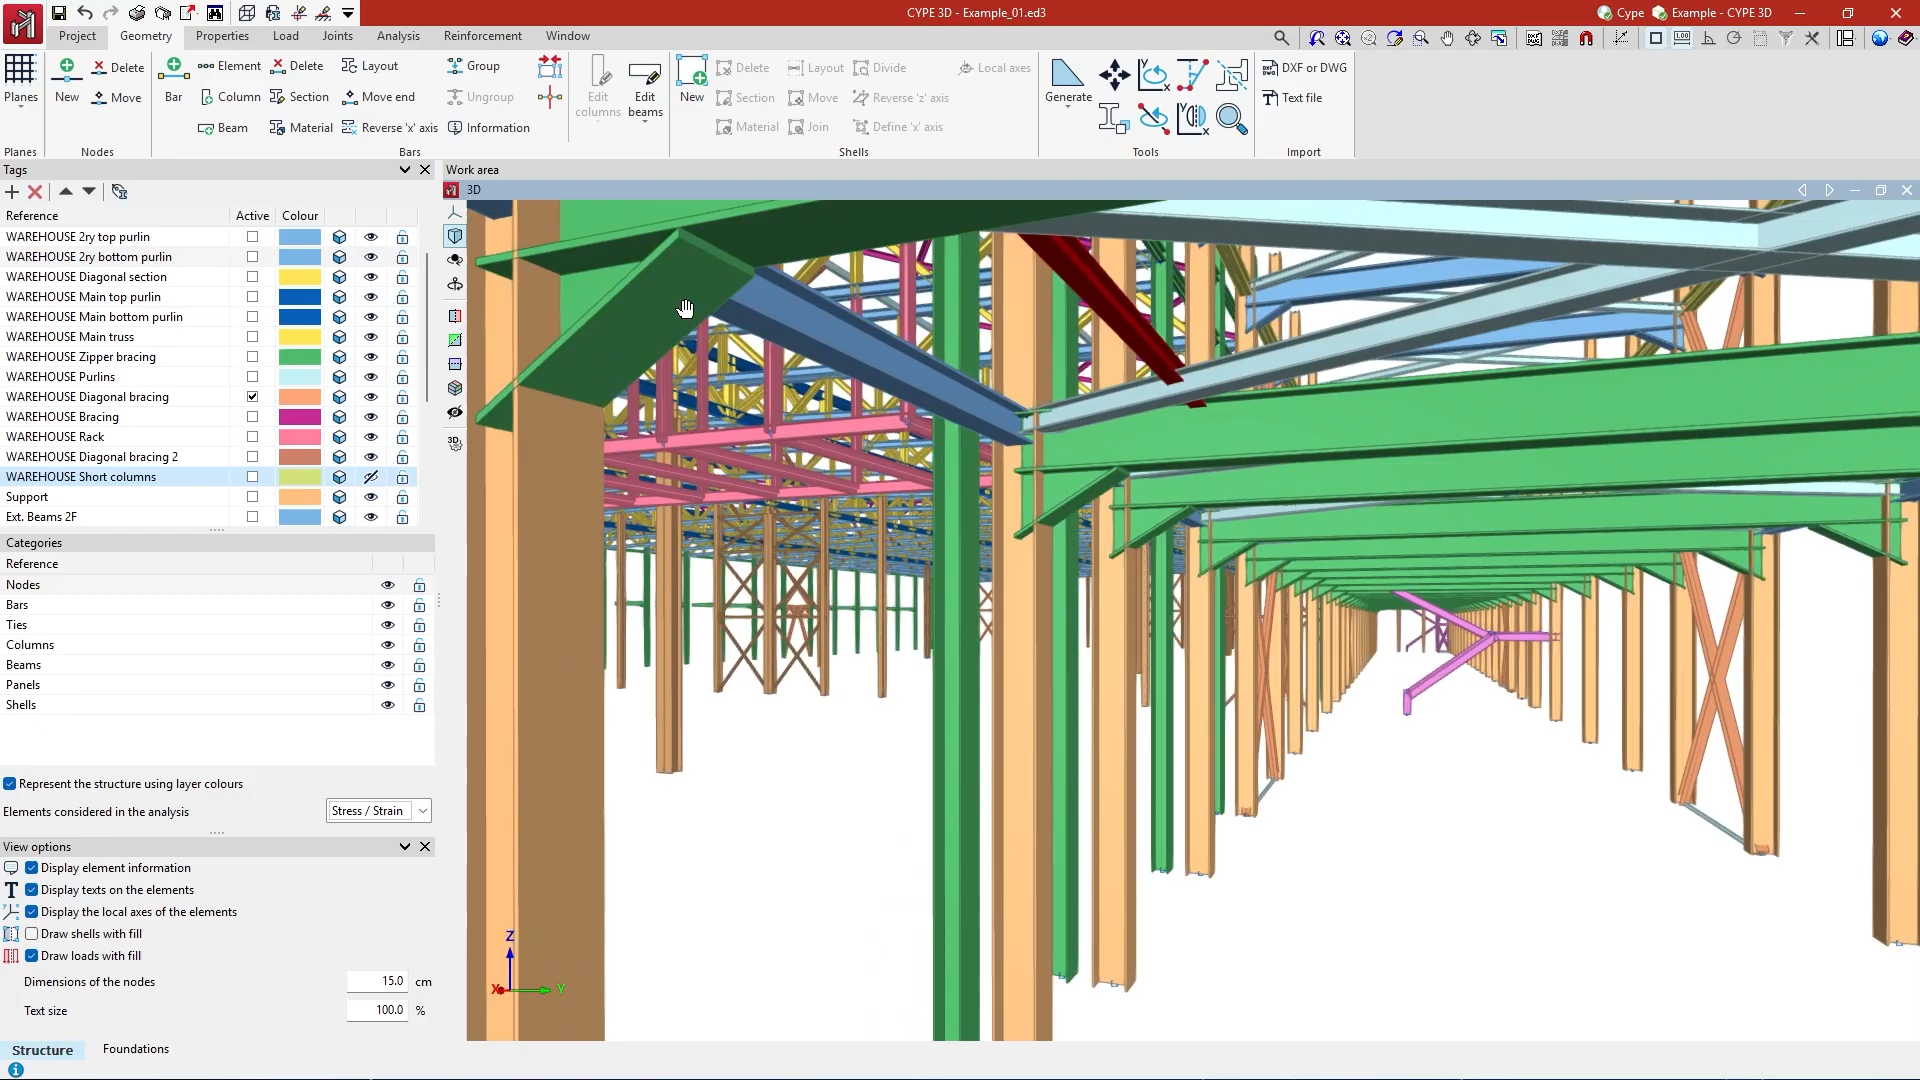 CYPE 3D - Example_01.ed3
Cype
Example - CYPE 3D
Project
Geometry
Properties
Load
Joints
Analysis
Reinforcement
Window
Planes
New
Delete
Move
Bar
Element
Delete
Layout
Group
Column
Section
Move end
Ungroup
Beam
Material
Reverse 'x' axis
Information
Edit columns
Edit beams
New
Delete
Layout
Divide
Local axes
Section
Move
Reverse 'z' axis
Material
Join
Define 'x' axis
Generate
DXF or DWG
Text file
Planes
Nodes
Bars
Shells
Tools
Import
Tags
Work area
3D
Reference
Active
Colour
WAREHOUSE 2ry top purlin
WAREHOUSE 2ry bottom purlin
WAREHOUSE Diagonal section
WAREHOUSE Main top purlin
WAREHOUSE Main bottom purlin
WAREHOUSE Main truss
WAREHOUSE Zipper bracing
WAREHOUSE Purlins
WAREHOUSE Diagonal bracing
WAREHOUSE Bracing
WAREHOUSE Rack
WAREHOUSE Diagonal bracing 2
WAREHOUSE Short columns
Support
Ext. Beams 2F
Categories
Reference
Nodes
Bars
Ties
Columns
Beams
Panels
Shells
Represent the structure using layer colours
Elements considered in the analysis
Stress / Strain
View options
Display element information
Display texts on the elements
Display the local axes of the elements
Draw shells with fill
Draw loads with fill
Dimensions of the nodes
15.0 cm
Text size
100.0 %
Structure
Foundations
Z
X
Y